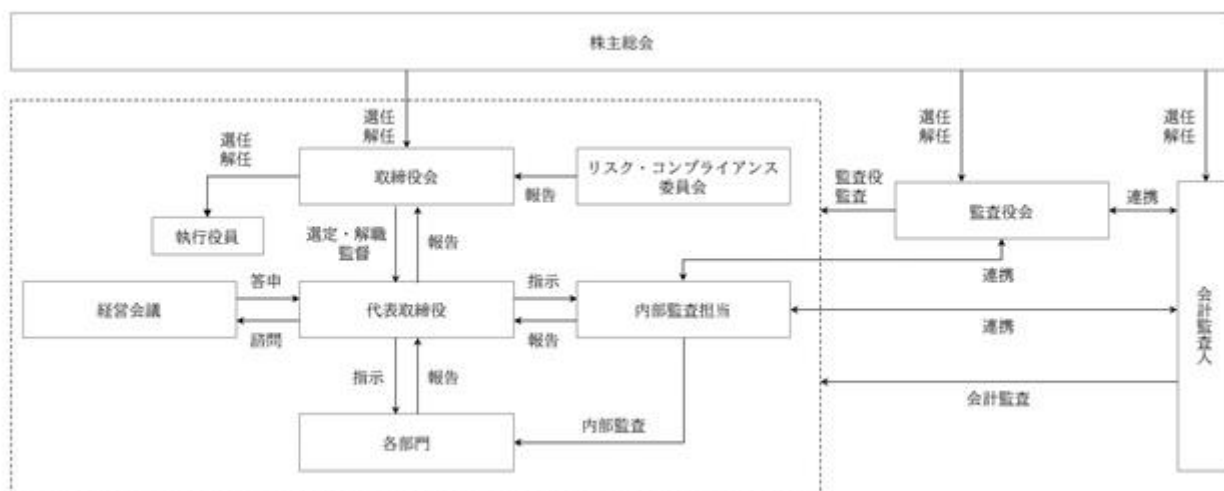 株主総会
選任
解任
選任
解任
選任
解任
選任
解任
取締役会
報告
リスク・コンプライアンス
委員会
監査役
監査
監査役会
連携
執行役員
選定・解職
監督
報告
連携
経営会議
答申
諮問
代表取締役
指示
報告
内部監査担当
連携
会計監査人
指示
報告
会計監査
各部門
内部監査